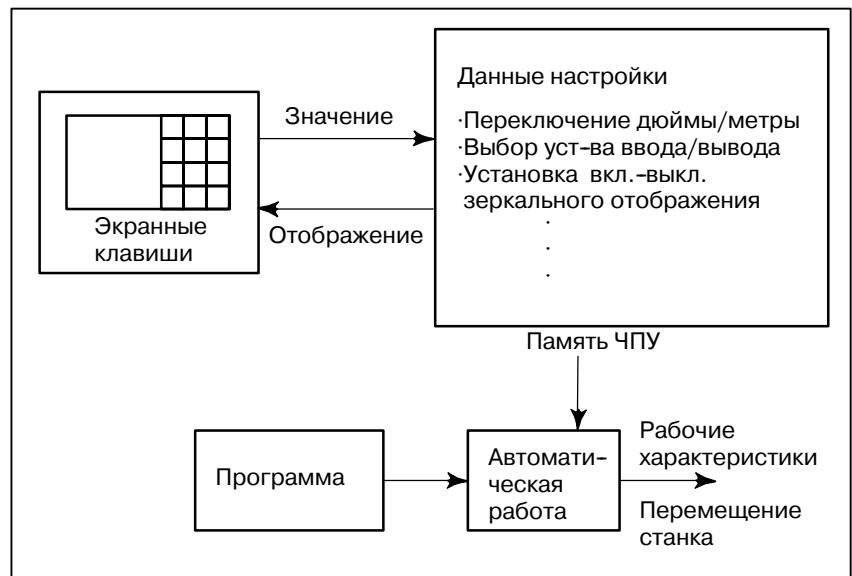 Данные настройки
·Переключение дюймы/метры
·Выбор уст-ва ввода/вывода
·Установка вкл.-выкл.
зеркального отображения
.
.
.
Значение
Отображение
Экранные
клавиши
Память ЧПУ
Программа
Автомати-
ческая
работа
Рабочие
характеристики
Перемещение
станка